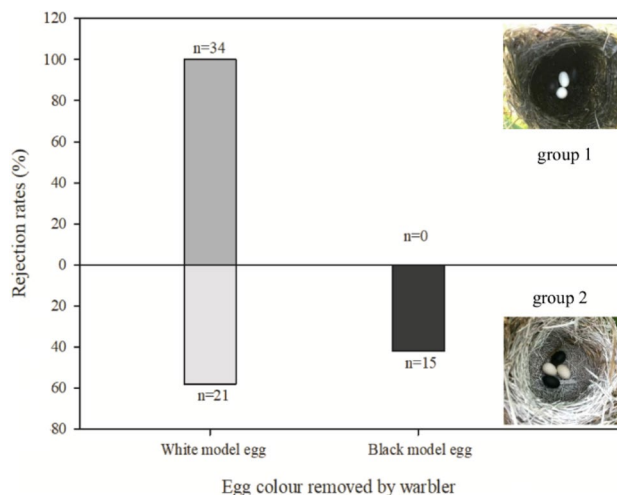 120
n=34
100
80
60
40
20
0
20
40
60
80
Rejection rates (%)
n=0
n=21
n=15
group 1
group 2
White model egg
Black model egg
Egg colour removed by warbler